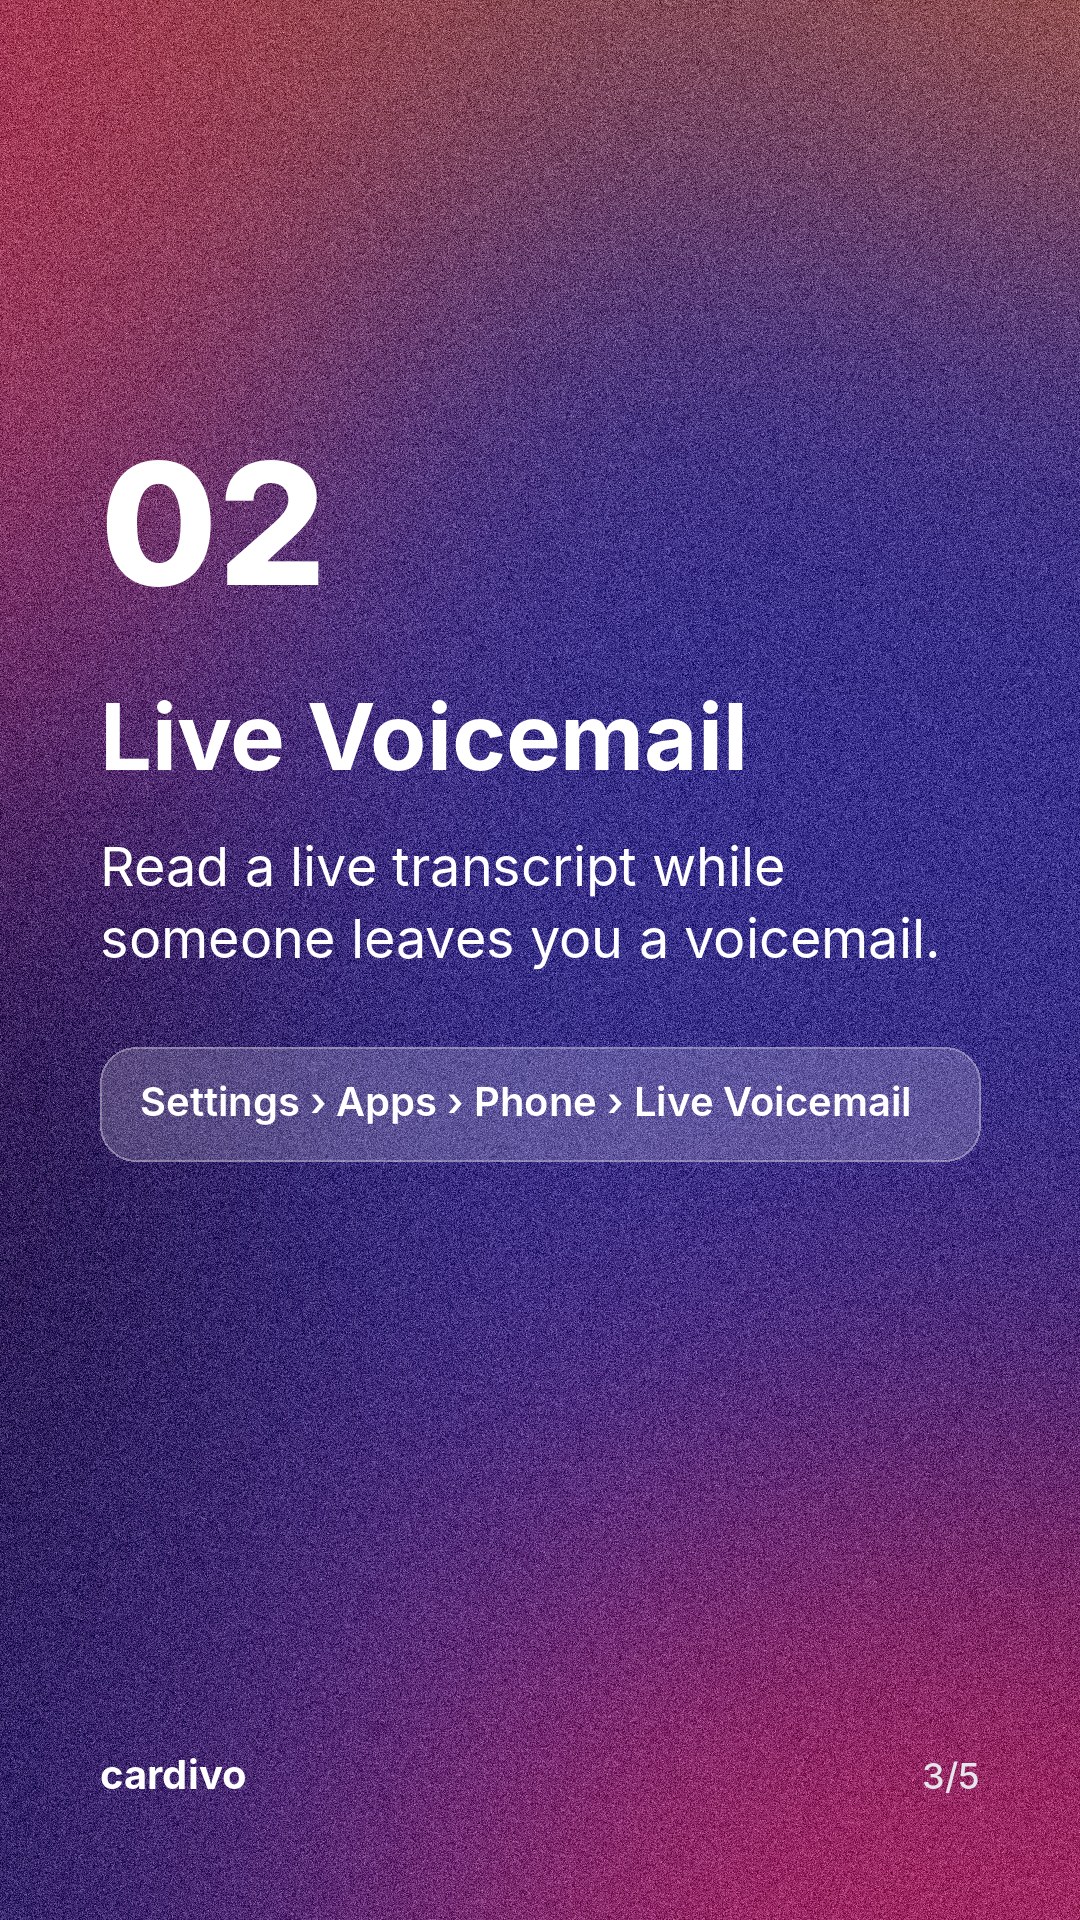 02
Live Voicemail
Read a live transcript while
someone leaves you a voicemail.
Settings › Apps › Phone › Live Voicemail
cardivo
3/5